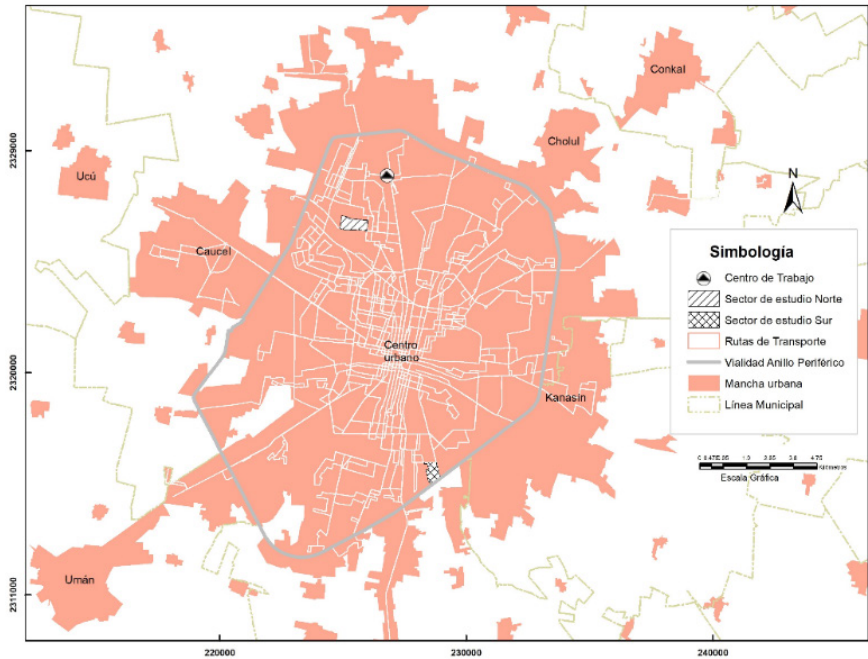 Conkal
2329000
Cholul
Ucú
N
Caucel
Simbología
Centro de Trabajo
Sector de estudio Norte
Sector de estudio Sur
Rutas de Transporte
Vialidad Anillo Periférico
Mancha urbana
Línea Municipal
Centro
urbano
2320000
Kanasín
Escala Gráfica
Umán
2311000
220000
230000
240000